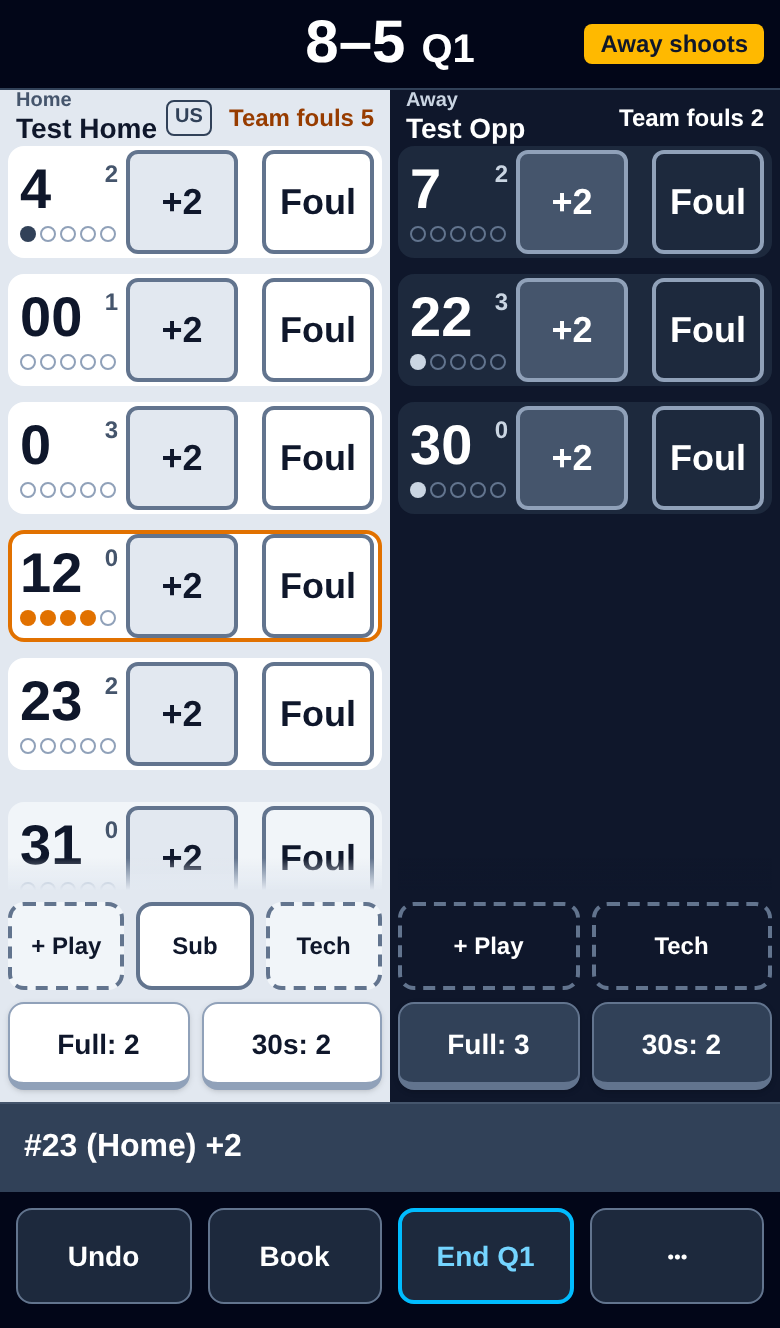 8–5 Q1
Away shoots
Home
Test Home
US
Team fouls 5
4 2 +2 Foul
00 1 +2 Foul
0 3 +2 Foul
12 0 +2 Foul
23 2 +2 Foul
31 0 +2 Foul
+ Play Sub Tech
Full: 2 30s: 2
Away
Test Opp
Team fouls 2
7 2 +2 Foul
22 3 +2 Foul
30 0 +2 Foul
+ Play Tech
Full: 3 30s: 2
#23 (Home) +2
Undo Book End Q1 •••